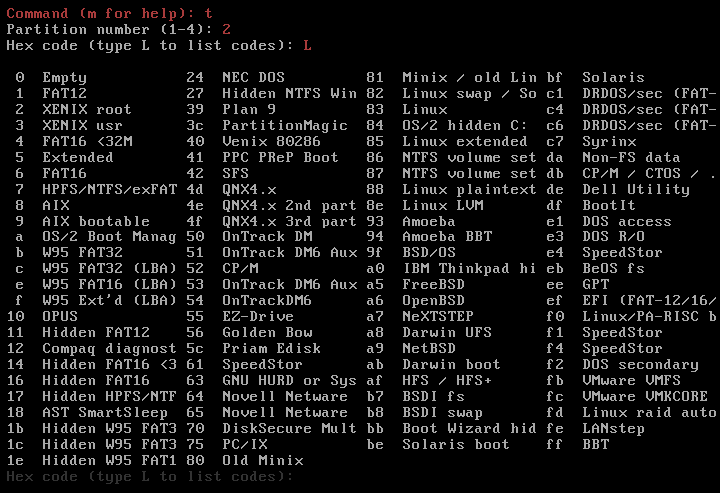 Command (m for help): t
Partition number (1-4): 2
Hex code (type L to list codes): L
0 Empty 24 NEC DOS 81 Minix / old Lin bf Solaris
1 FAT12 27 Hidden NTFS Win 82 Linux swap / So c1 DRDOS/sec (FAT-
2 XENIX root 39 Plan 9 83 Linux c4 DRDOS/sec (FAT-
3 XENIX usr 3c PartitionMagic 84 OS/2 hidden C: c6 DRDOS/sec (FAT-
4 FAT16 <32M 40 Venix 80286 85 Linux extended c7 Syrinx
5 Extended 41 PPC PReP Boot 86 NTFS volume set da Non-FS data
6 FAT16 42 SFS 87 NTFS volume set db CP/M / CTOS / .
7 HPFS/NTFS/exFAT 4d QNX4.x 88 Linux plaintext de Dell Utility
8 AIX 4e QNX4.x 2nd part 8e Linux LVM df BootIt
9 AIX bootable 4f QNX4.x 3rd part 93 Amoeba e1 DOS access
a OS/2 Boot Manag 50 OnTrack DM 94 Amoeba BBT e3 DOS R/O
b W95 FAT32 51 OnTrack DM6 Aux 9f BSD/OS e4 SpeedStor
c W95 FAT32 (LBA) 52 CP/M a0 IBM Thinkpad hi eb BeOS fs
e W95 FAT16 (LBA) 53 OnTrack DM6 Aux a5 FreeBSD ee GPT
f W95 Ext'd (LBA) 54 OnTrackDM6 a6 OpenBSD ef EFI (FAT-12/16/
10 OPUS 55 EZ-Drive a7 NeXTSTEP f0 Linux/PA-RISC b
11 Hidden FAT12 56 Golden Bow a8 Darwin UFS f1 SpeedStor
12 Compaq diagnost 5c Priam Edisk a9 NetBSD f4 SpeedStor
14 Hidden FAT16 <3 61 SpeedStor ab Darwin boot f2 DOS secondary
16 Hidden FAT16 63 GNU HURD or Sys af HFS / HFS+ fb VMware VMFS
17 Hidden HPFS/NTF 64 Novell Netware b7 BSDI fs fc VMware VMKCORE
18 AST SmartSleep 65 Novell Netware b8 BSDI swap fd Linux raid auto
1b Hidden W95 FAT3 70 DiskSecure Mult bb Boot Wizard hid fe LANstep
1c Hidden W95 FAT3 75 PC/IX be Solaris boot ff BBT
1e Hidden W95 FAT1 80 Old Minix
Hex code (type L to list codes):